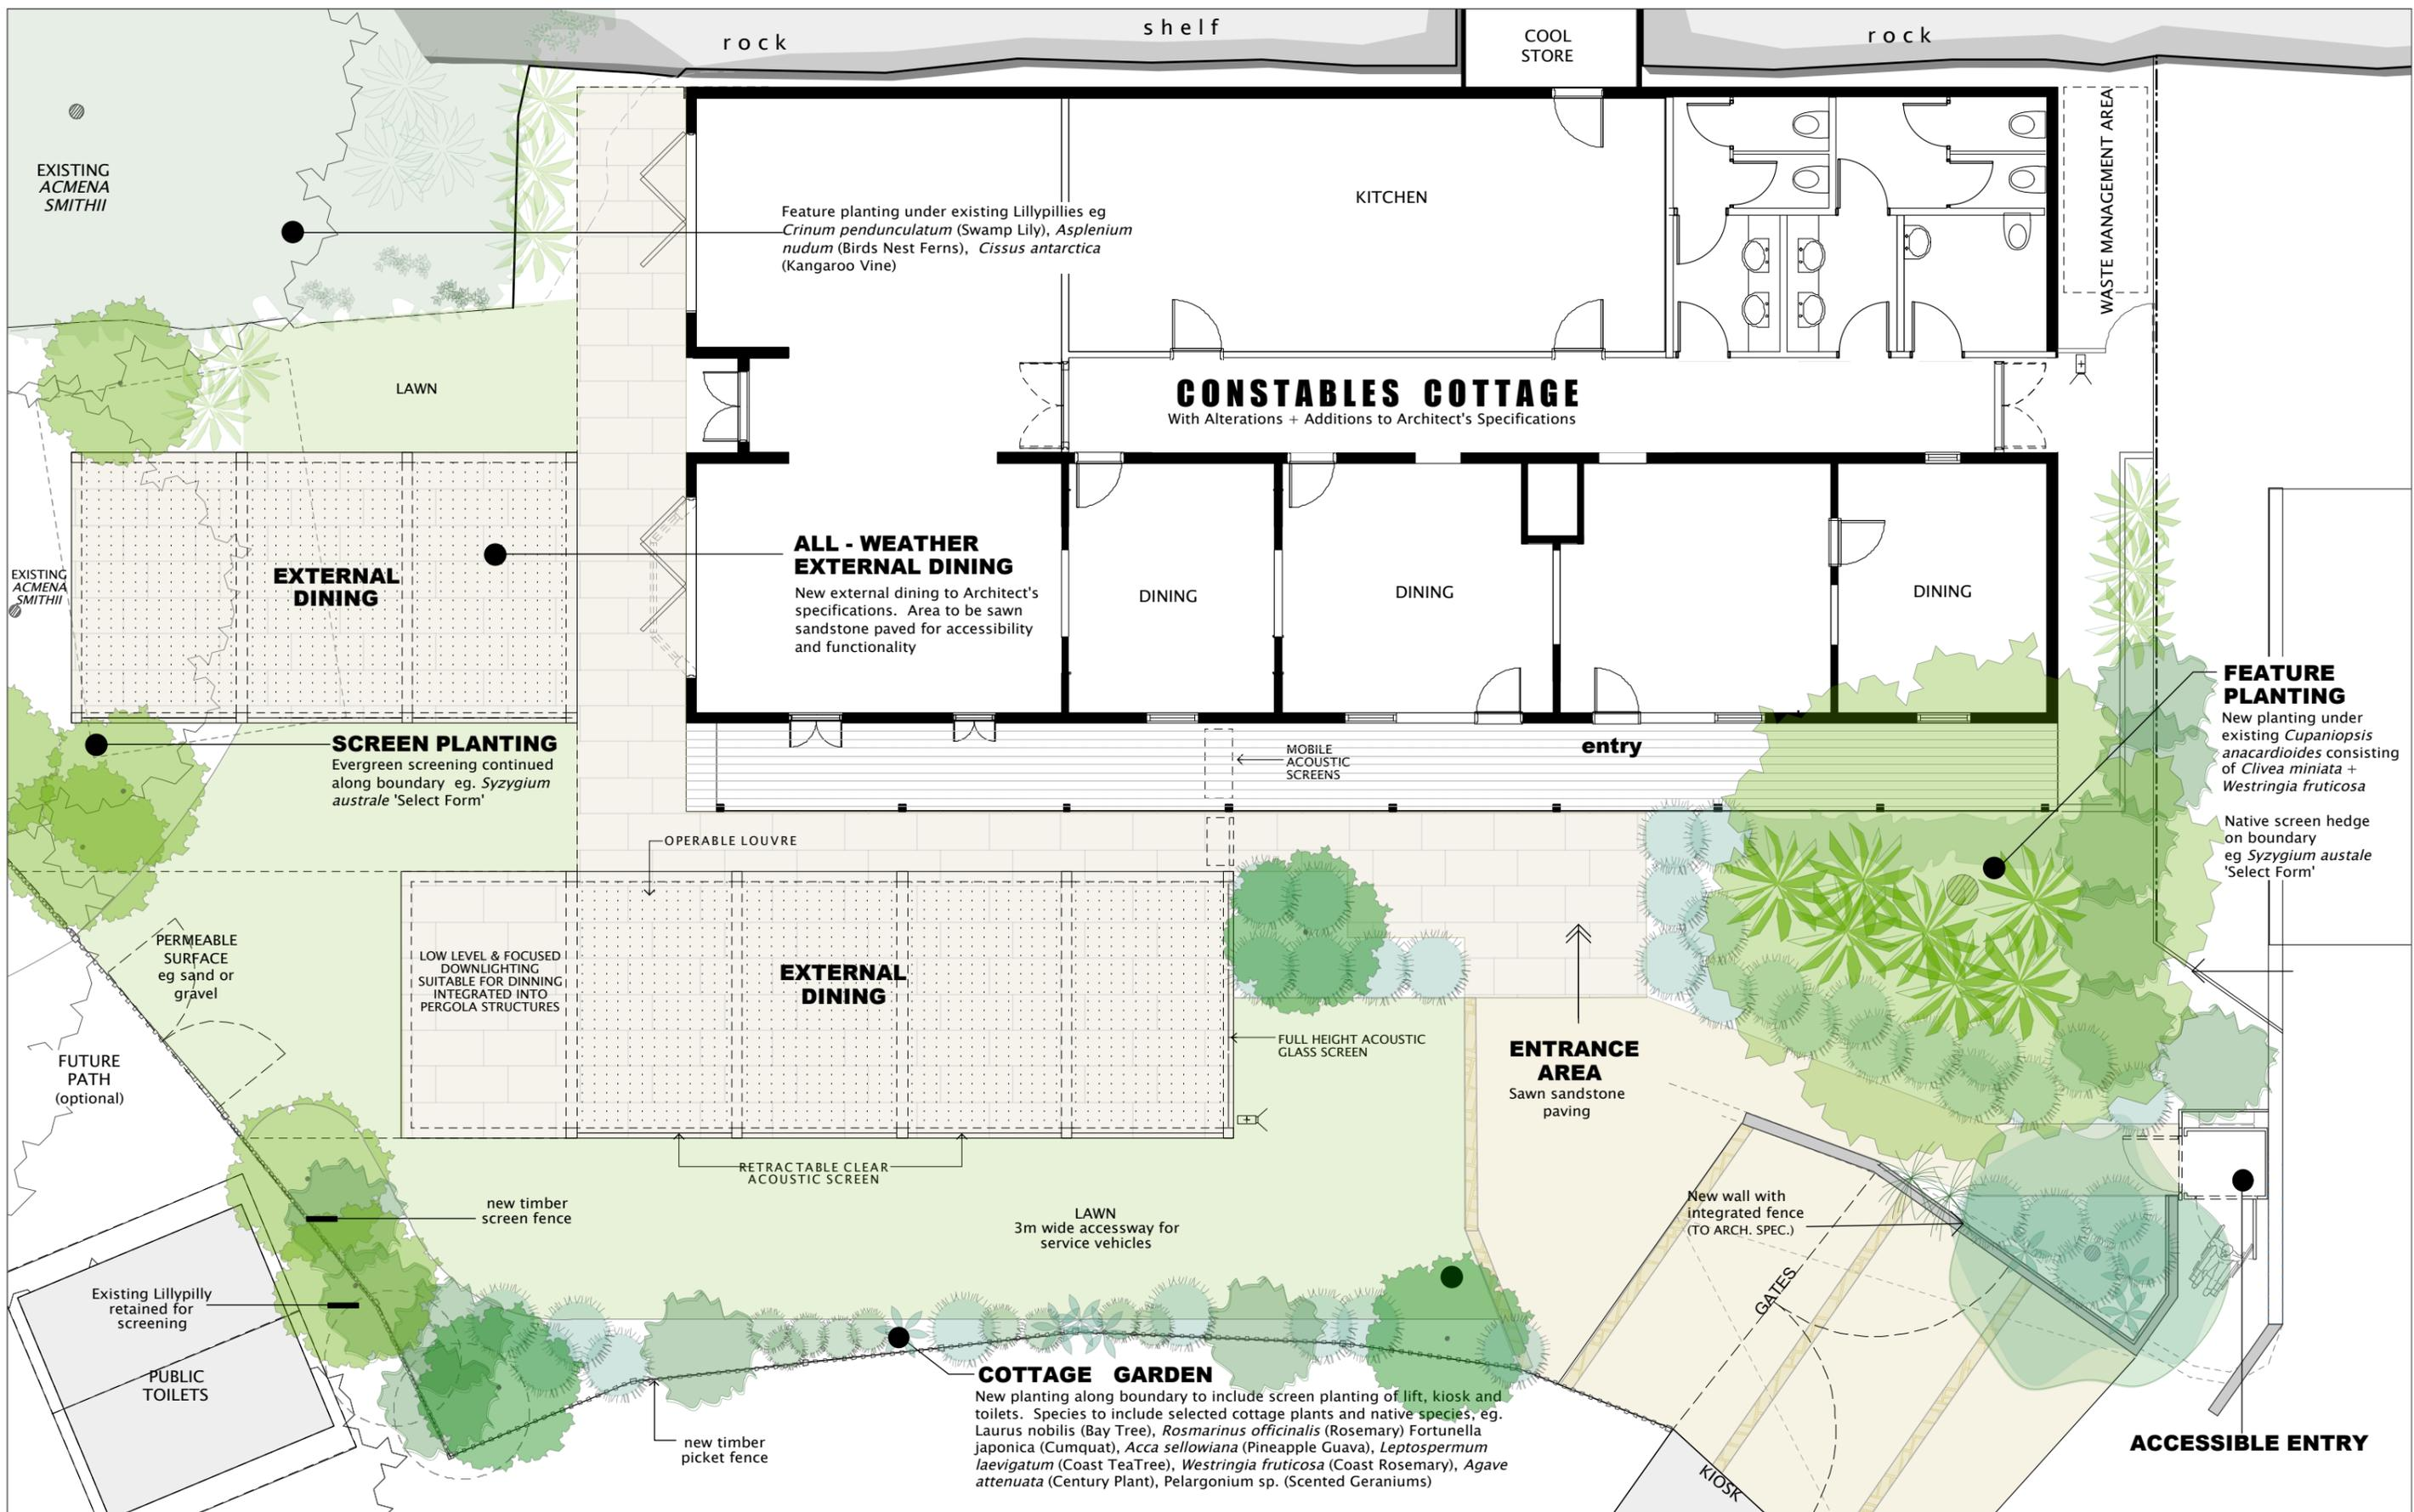 rock
shelf
COOL
STORE
rock
WASTE MANAGEMENT AREA
EXISTING
ACMENA
SMITHII
Feature planting under existing Lillypillies eg
Crinum pendunculatum (Swamp Lily), Asplenium
nudum (Birds Nest Ferns), Cissus antarctica
(Kangaroo Vine)
KITCHEN
LAWN
CONSTABLES COTTAGE
With Alterations + Additions to Architect's Specifications
EXISTING
ACMENA
SMITHII
EXTERNAL
DINING
ALL - WEATHER
EXTERNAL DINING
New external dining to Architect's
specifications. Area to be sawn
sandstone paved for accessibility
and functionality
DINING
DINING
DINING
FEATURE
PLANTING
New planting under
existing Cupaniopsis
anacardioides consisting
of Clivea miniata +
Westringia fruticosa
Native screen hedge
on boundary
eg Syzygium austale
'Select Form'
SCREEN PLANTING
Evergreen screening continued
along boundary eg. Syzygium
australe 'Select Form'
MOBILE
ACOUSTIC
SCREENS
entry
OPERABLE LOUVRE
PERMEABLE
SURFACE
eg sand or
gravel
LOW LEVEL & FOCUSED
DOWNLIGHTING
SUITABLE FOR DINNING
INTEGRATED INTO
PERGOLA STRUCTURES
EXTERNAL
DINING
FULL HEIGHT ACOUSTIC
GLASS SCREEN
ENTRANCE
AREA
Sawn sandstone
paving
FUTURE
PATH
(optional)
RETRACTABLE CLEAR
ACOUSTIC SCREEN
new timber
screen fence
LAWN
3m wide accessway for
service vehicles
New wall with
integrated fence
(TO ARCH. SPEC.)
GATES
Existing Lillypilly
retained for
screening
PUBLIC
TOILETS
COTTAGE GARDEN
New planting along boundary to include screen planting of lift, kiosk and
toilets. Species to include selected cottage plants and native species, eg.
Laurus nobilis (Bay Tree), Rosmarinus officinalis (Rosemary) Fortunella
japonica (Cumquat), Acca sellowiana (Pineapple Guava), Leptospermum
laevigatum (Coast TeaTree), Westringia fruticosa (Coast Rosemary), Agave
attenuata (Century Plant), Pelargonium sp. (Scented Geraniums)
new timber
picket fence
KIOSK
ACCESSIBLE ENTRY